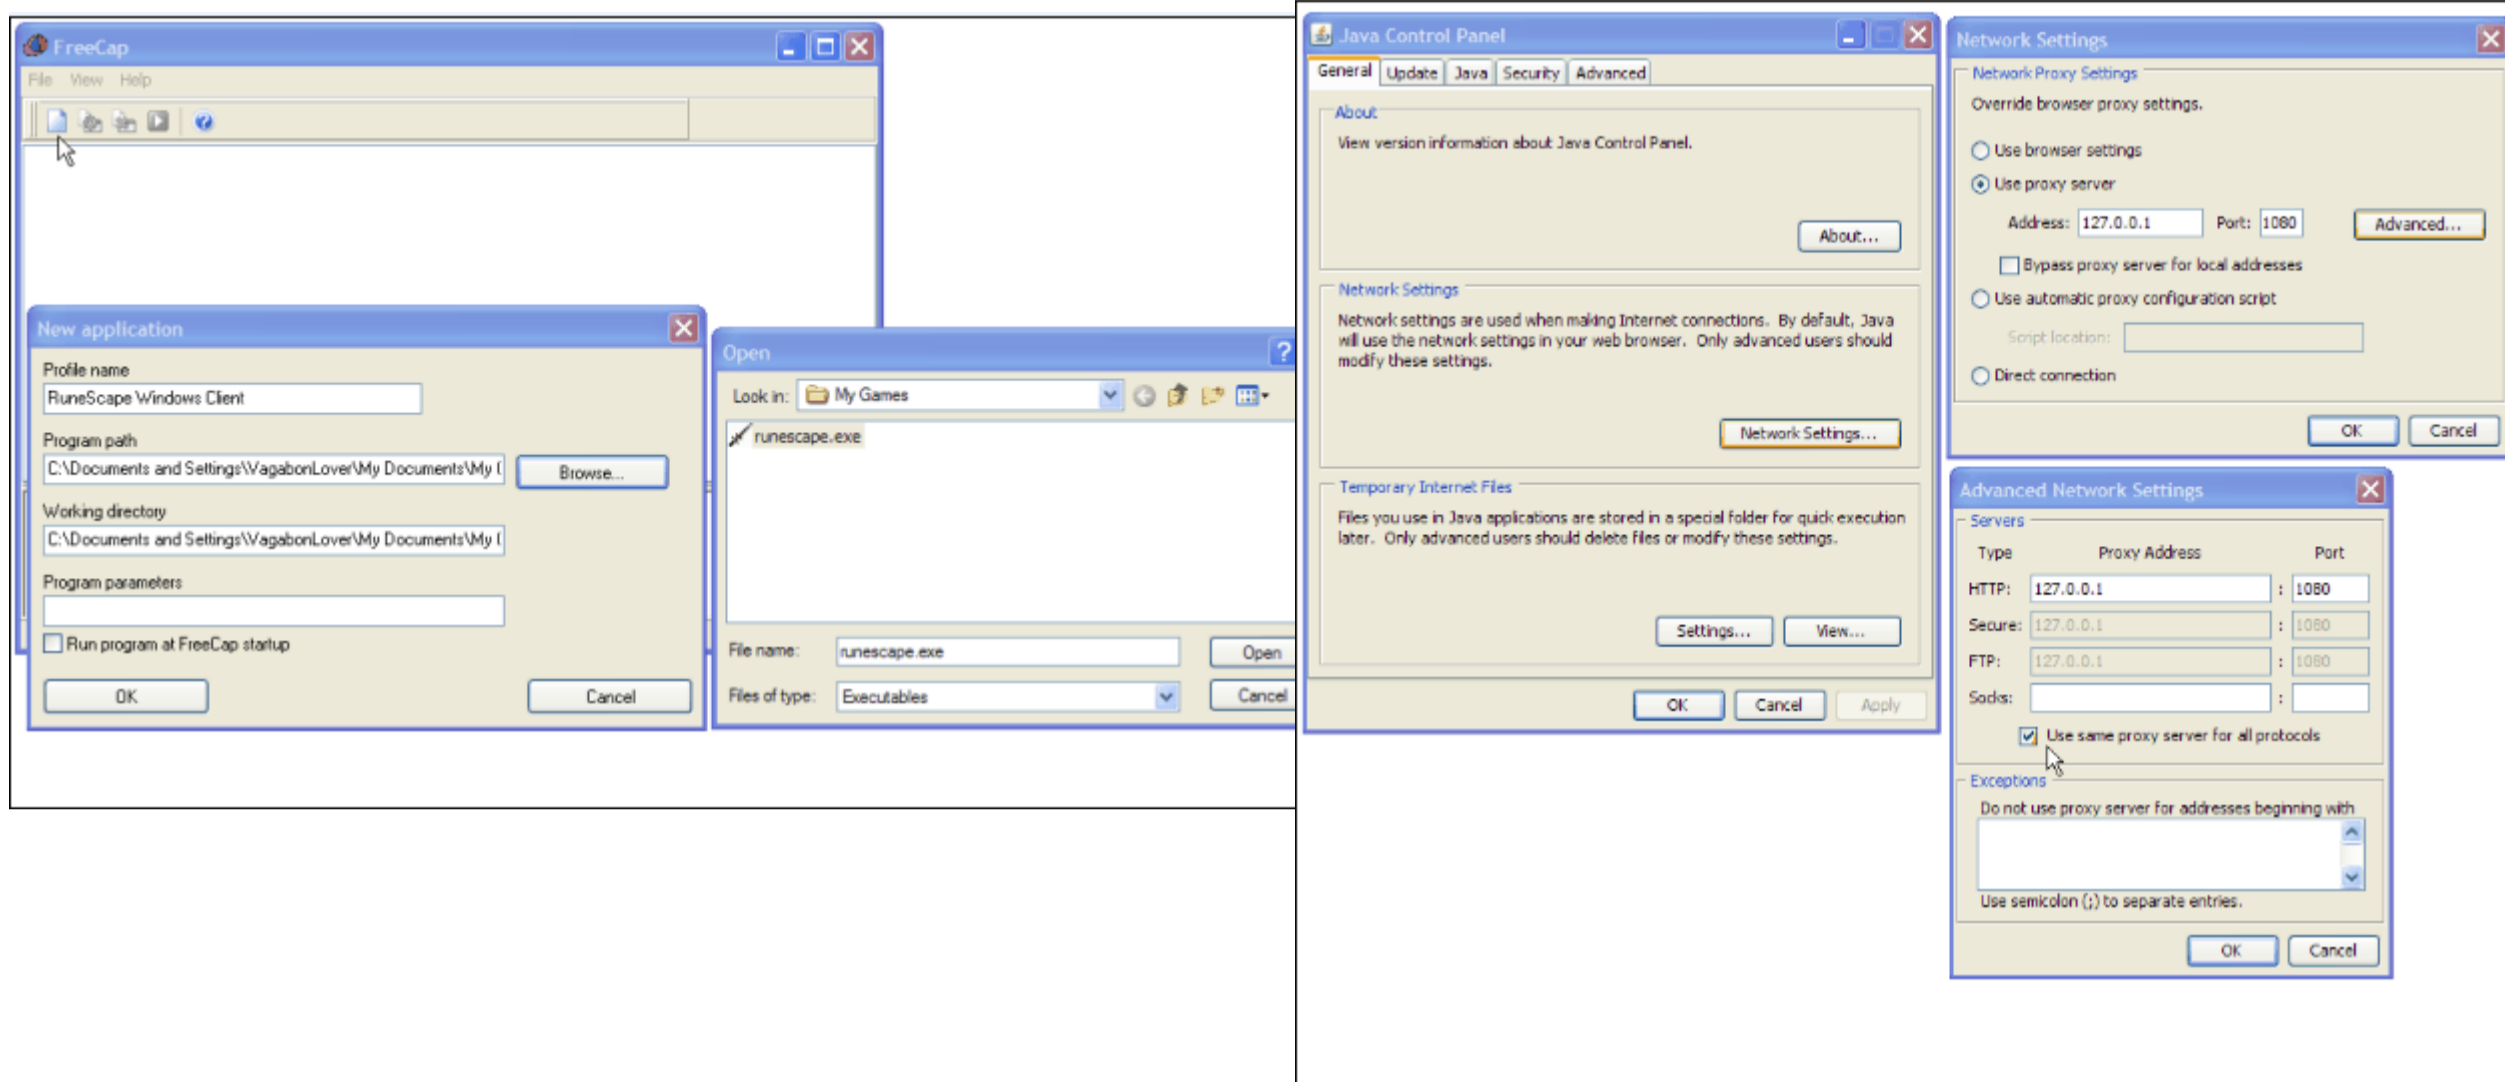 FreeCap
File View Help
New application
Profile name
RuneScape Windows Client
Program path
C:\Documents and Settings\VagabonLover\My Documents\My (
Browse...
Working directory
C:\Documents and Settings\VagabonLover\My Documents\My (
Program parameters
Run program at FreeCap startup
OK Cancel
Open
Look in: My Games
runescape.exe
File name: runescape.exe Open
Files of type: Executables Cancel
Java Control Panel
General Update Java Security Advanced
About
View version information about Java Control Panel.
About...
Network Settings
Network settings are used when making Internet connections. By default, Java
will use the network settings in your web browser. Only advanced users should
modify these settings.
Network Settings...
Temporary Internet Files
Files you use in Java applications are stored in a special folder for quick execution
later. Only advanced users should delete files or modify these settings.
Settings... View...
OK Cancel Apply
Network Settings
Network Proxy Settings
Override browser proxy settings.
Use browser settings
Use proxy server
Address: 127.0.0.1 Port: 1080 Advanced...
Bypass proxy server for local addresses
Use automatic proxy configuration script
Script location:
Direct connection
OK Cancel
Advanced Network Settings
Servers
Type Proxy Address Port
HTTP: 127.0.0.1 : 1080
Secure: 127.0.0.1 : 1080
FTP: 127.0.0.1 : 1080
Socks: :
Use same proxy server for all protocols
Exceptions
Do not use proxy server for addresses beginning with
Use semicolon (;) to separate entries.
OK Cancel